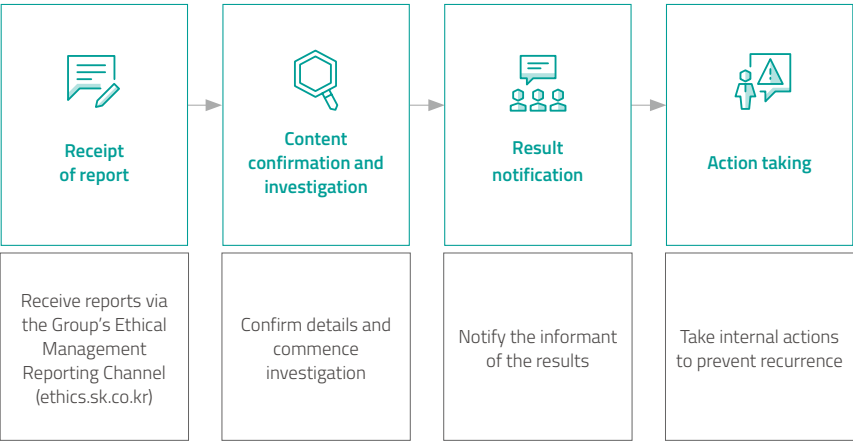 Receipt
of report
Content
confirmation and
investigation
Result
notification
Action taking
Receive reports via
the Group's Ethical
Management
Reporting Channel
(ethics.sk.co.kr)
Confirm details and
commence
investigation
Notify the informant
of the results
Take internal actions
to prevent recurrence